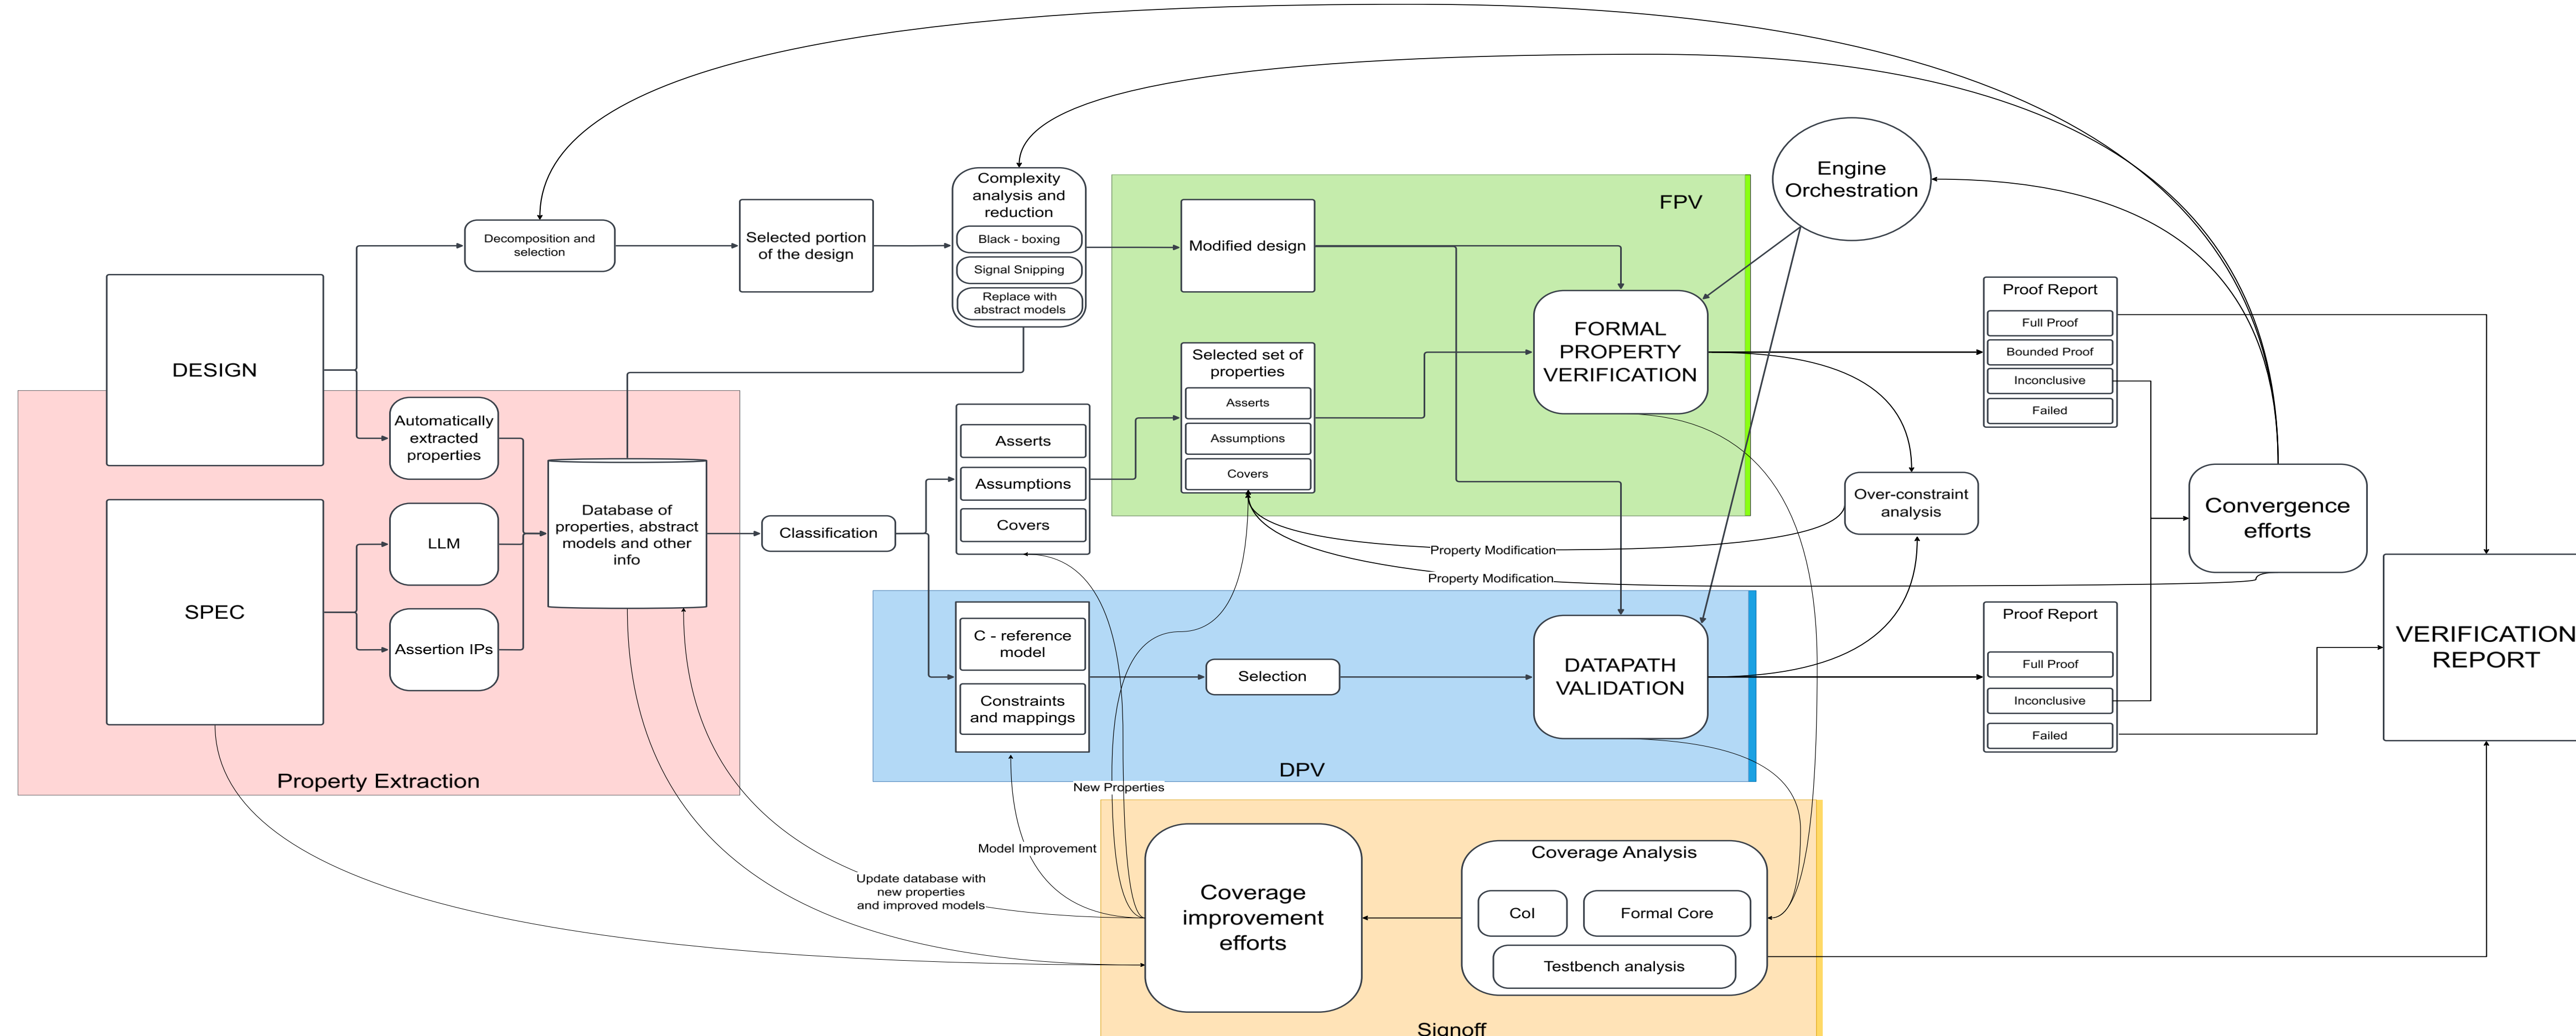 Engine
Orchestration
Complexity
analysis and
reduction
Black - boxing
Signal Snipping
Replace with
abstract models
FPV
Decomposition and
selection
Selected portion
of the design
Modified design
DESIGN
Proof Report
Full Proof
Bounded Proof
Inconclusive
Failed
FORMAL
PROPERTY
VERIFICATION
Selected set of
properties
Asserts
Assumptions
Covers
Automatically
extracted
properties
Asserts
Assumptions
Covers
Over-constraint
analysis
Convergence
efforts
Database of
properties, abstract
models and other
info
Classification
LLM
Property Modification
Property Modification
SPEC
Assertion IPs
C - reference
model
Constraints
and mappings
Selection
DATAPATH
VALIDATION
Proof Report
Full Proof
Inconclusive
Failed
VERIFICATION
REPORT
Property Extraction
DPV
New Properties
Model Improvement
Update database with
new properties
and improved models
Coverage
improvement
efforts
Coverage Analysis
CoI
Formal Core
Testbench analysis
Signoff